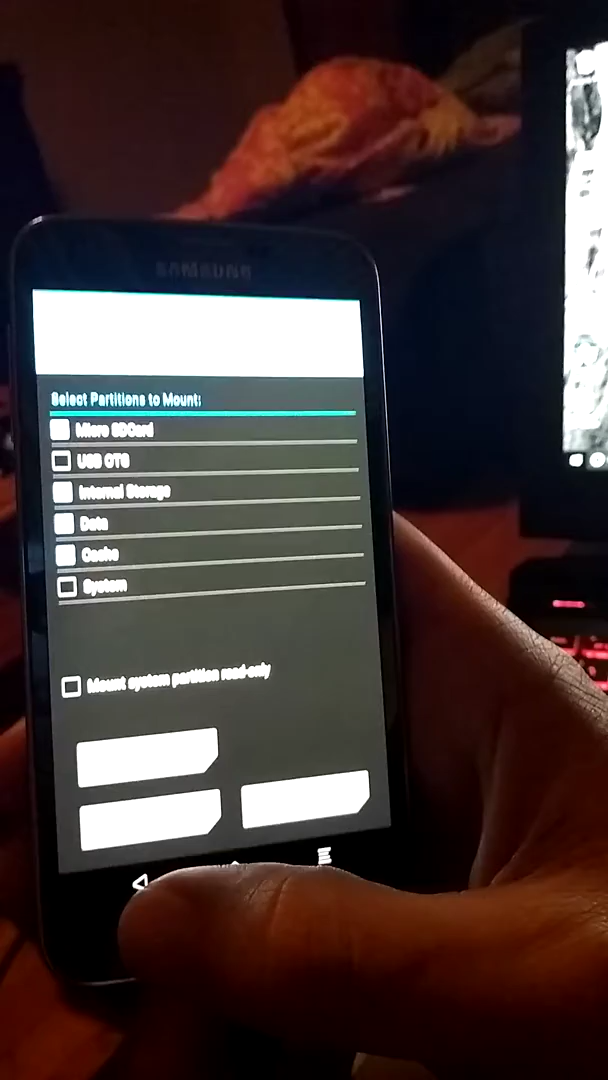 SAMSUNG
Select Partitions to Mount:
Micro SDCard
USB OTG
Internal Storage
Data
Cache
System
Mount system partition read-only